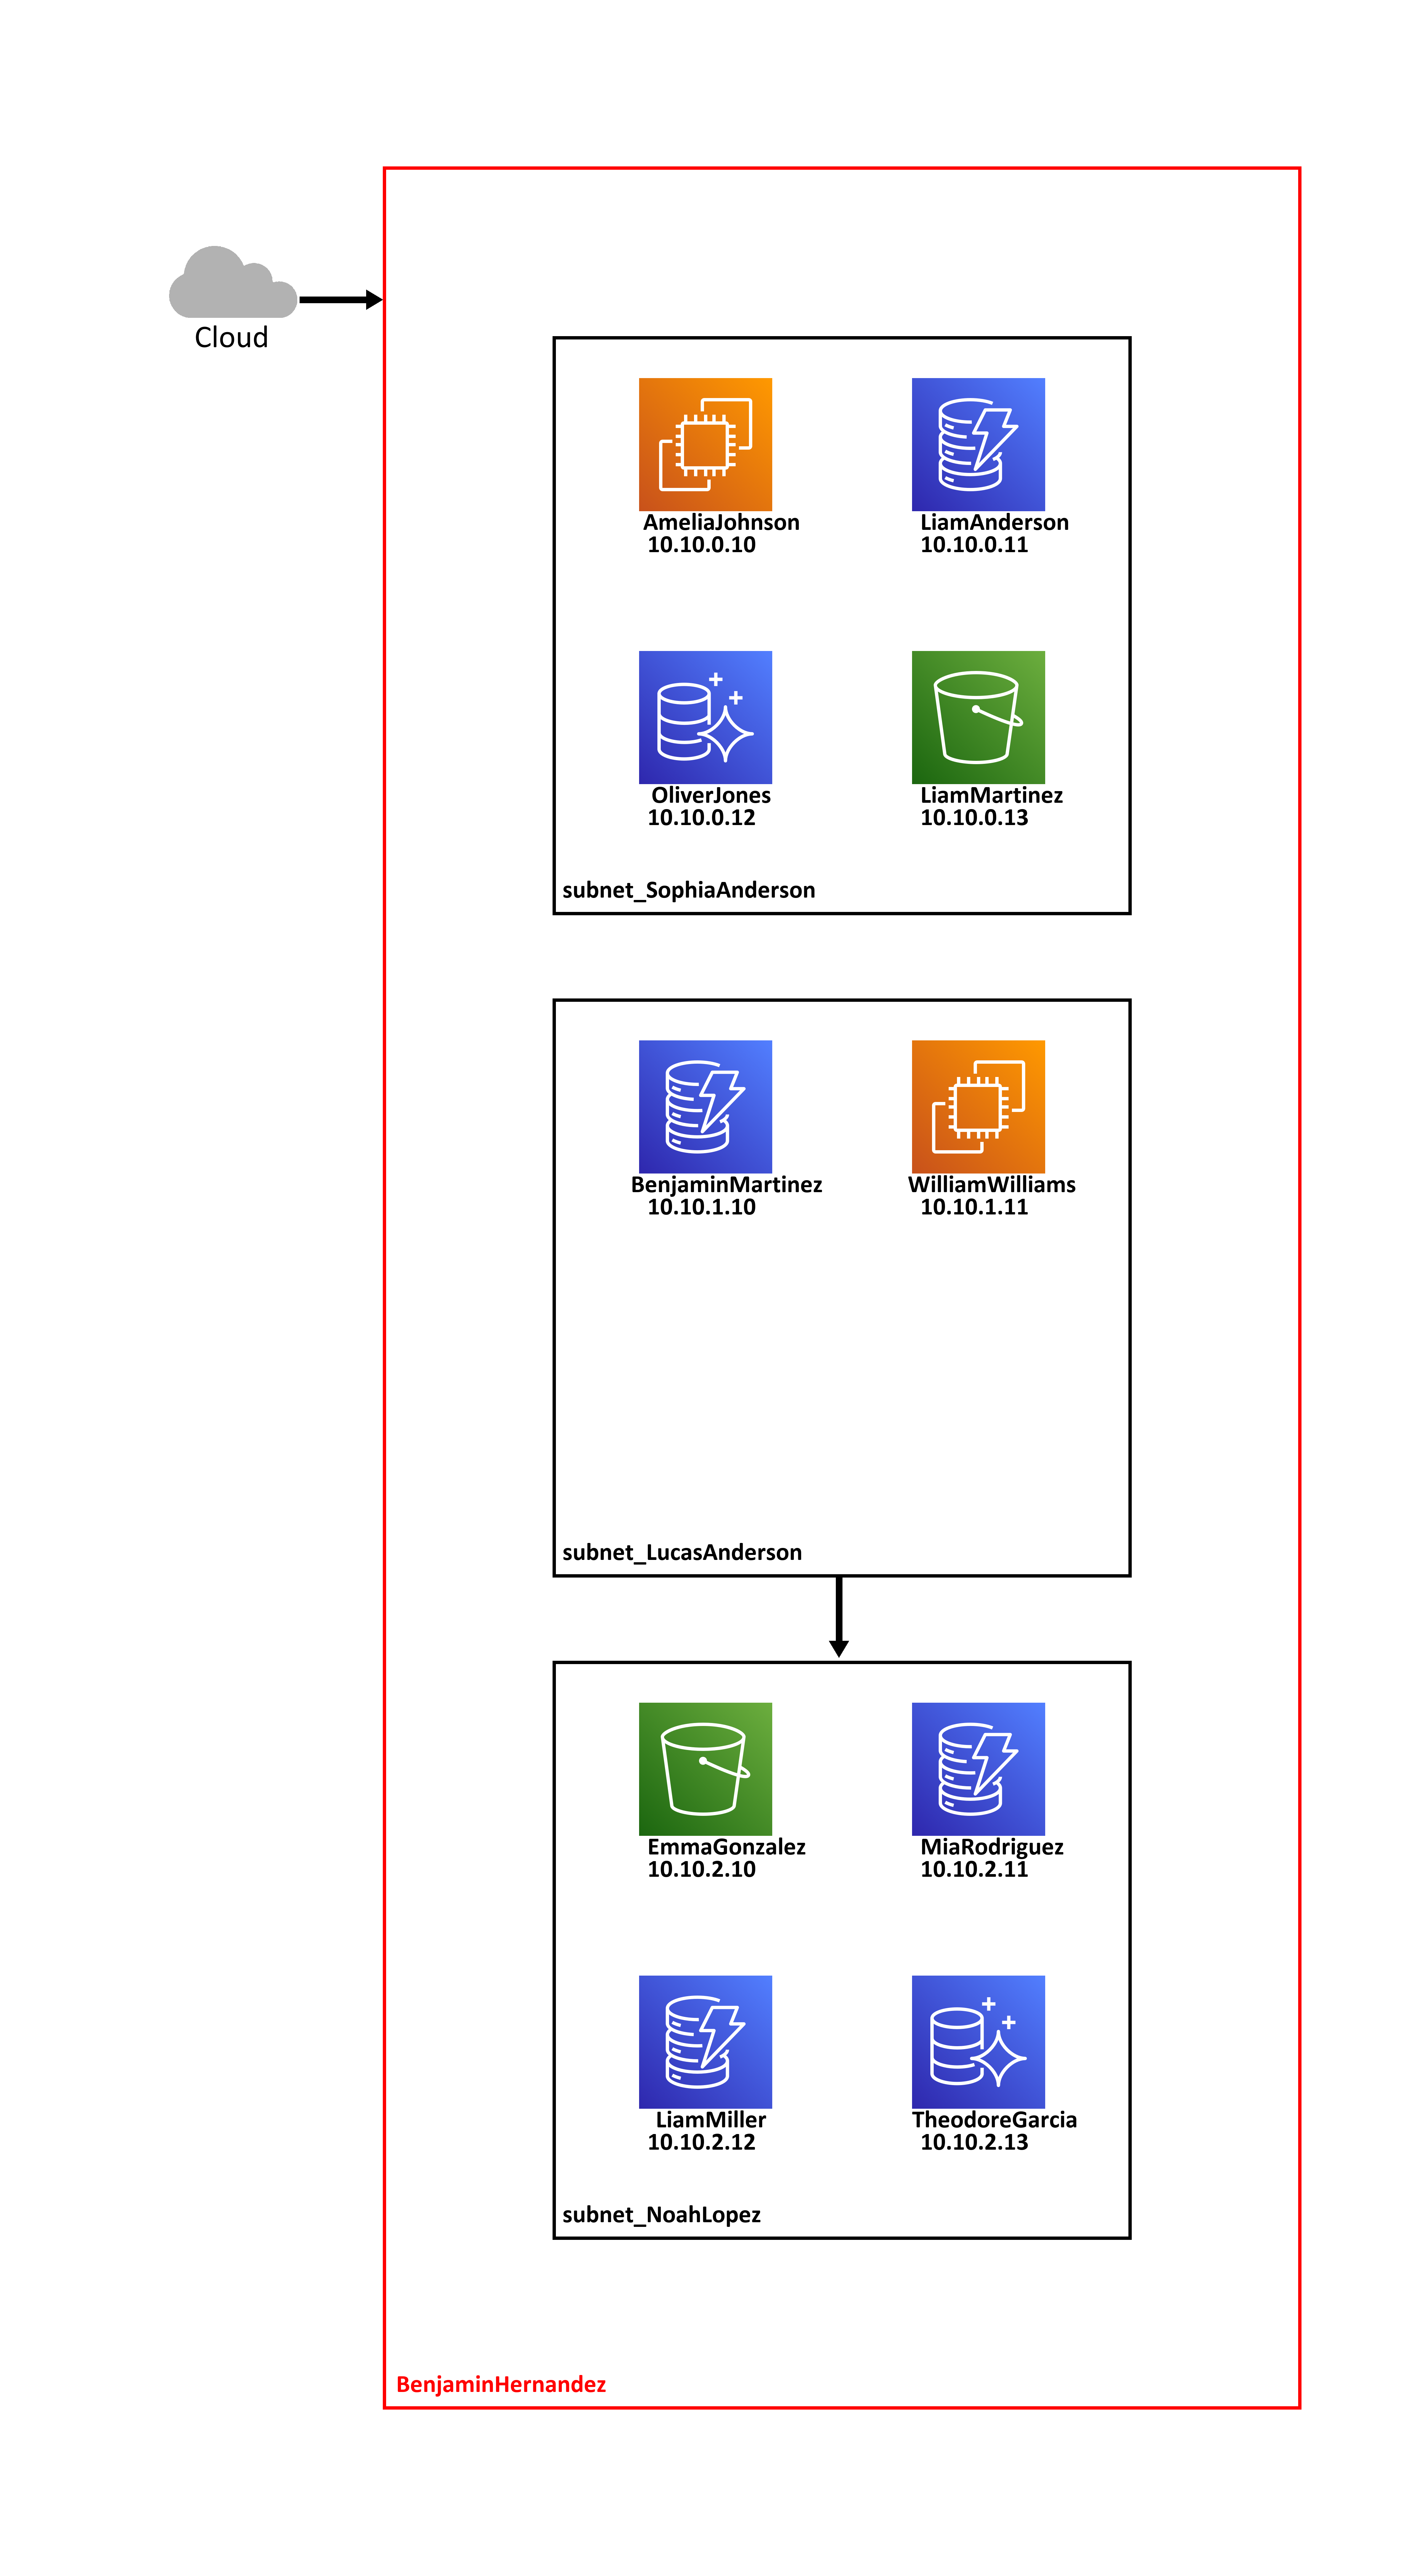 Cloud
AmeliaJohnson
10.10.0.10
LiamAnderson
10.10.0.11
OliverJones
10.10.0.12
LiamMartinez
10.10.0.13
subnet_SophiaAnderson
BenjaminMartinez
10.10.1.10
WilliamWilliams
10.10.1.11
subnet_LucasAnderson
EmmaGonzalez
10.10.2.10
MiaRodriguez
10.10.2.11
LiamMiller
10.10.2.12
TheodoreGarcia
10.10.2.13
subnet_NoahLopez
BenjaminHernandez